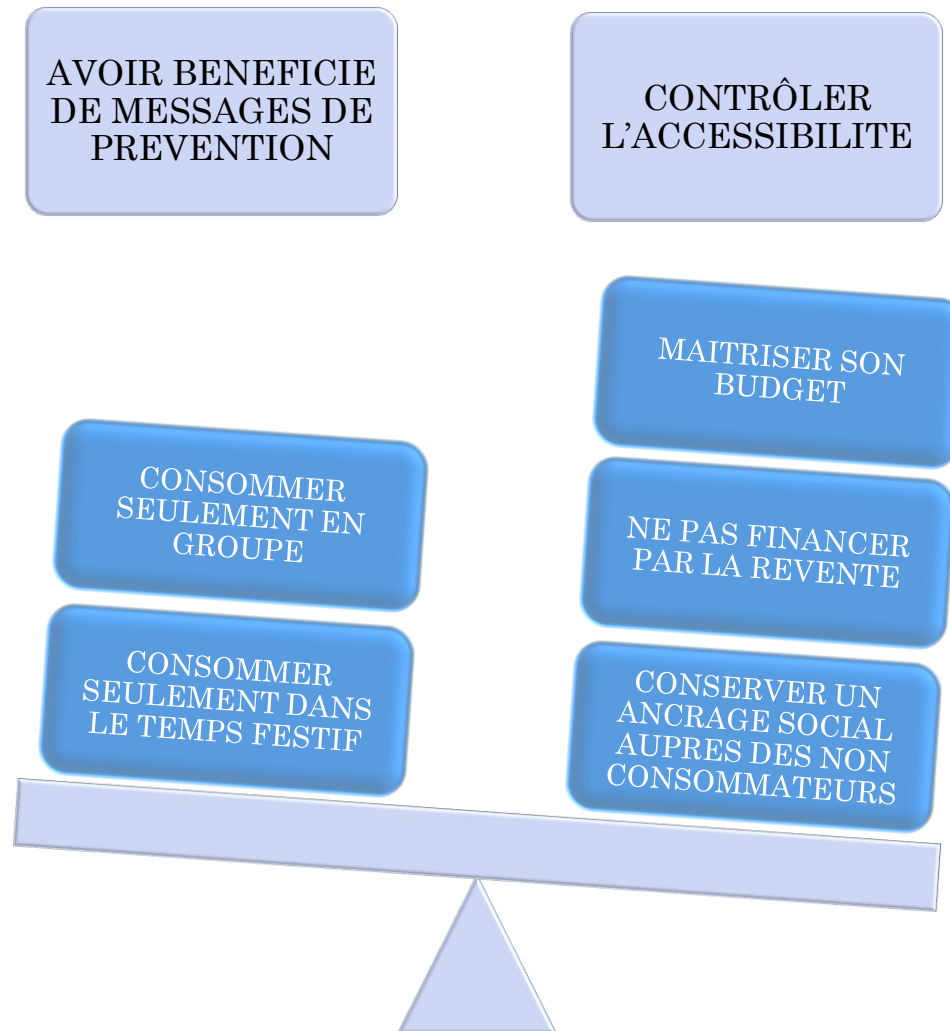 AVOIR BENEFICIE
DE MESSAGES DE
PREVENTION
CONTRÔLER
L'ACCESSIBILITE
MAITRISER SON
BUDGET
CONSOMMER
SEULEMENT EN
GROUPE
NE PAS FINANCER
PAR LA REVENTE
CONSOMMER
SEULEMENT DANS
LE TEMPS FESTIF
CONSERVER UN
ANCRAGE SOCIAL
AUPRES DES NON
CONSOMMATEURS